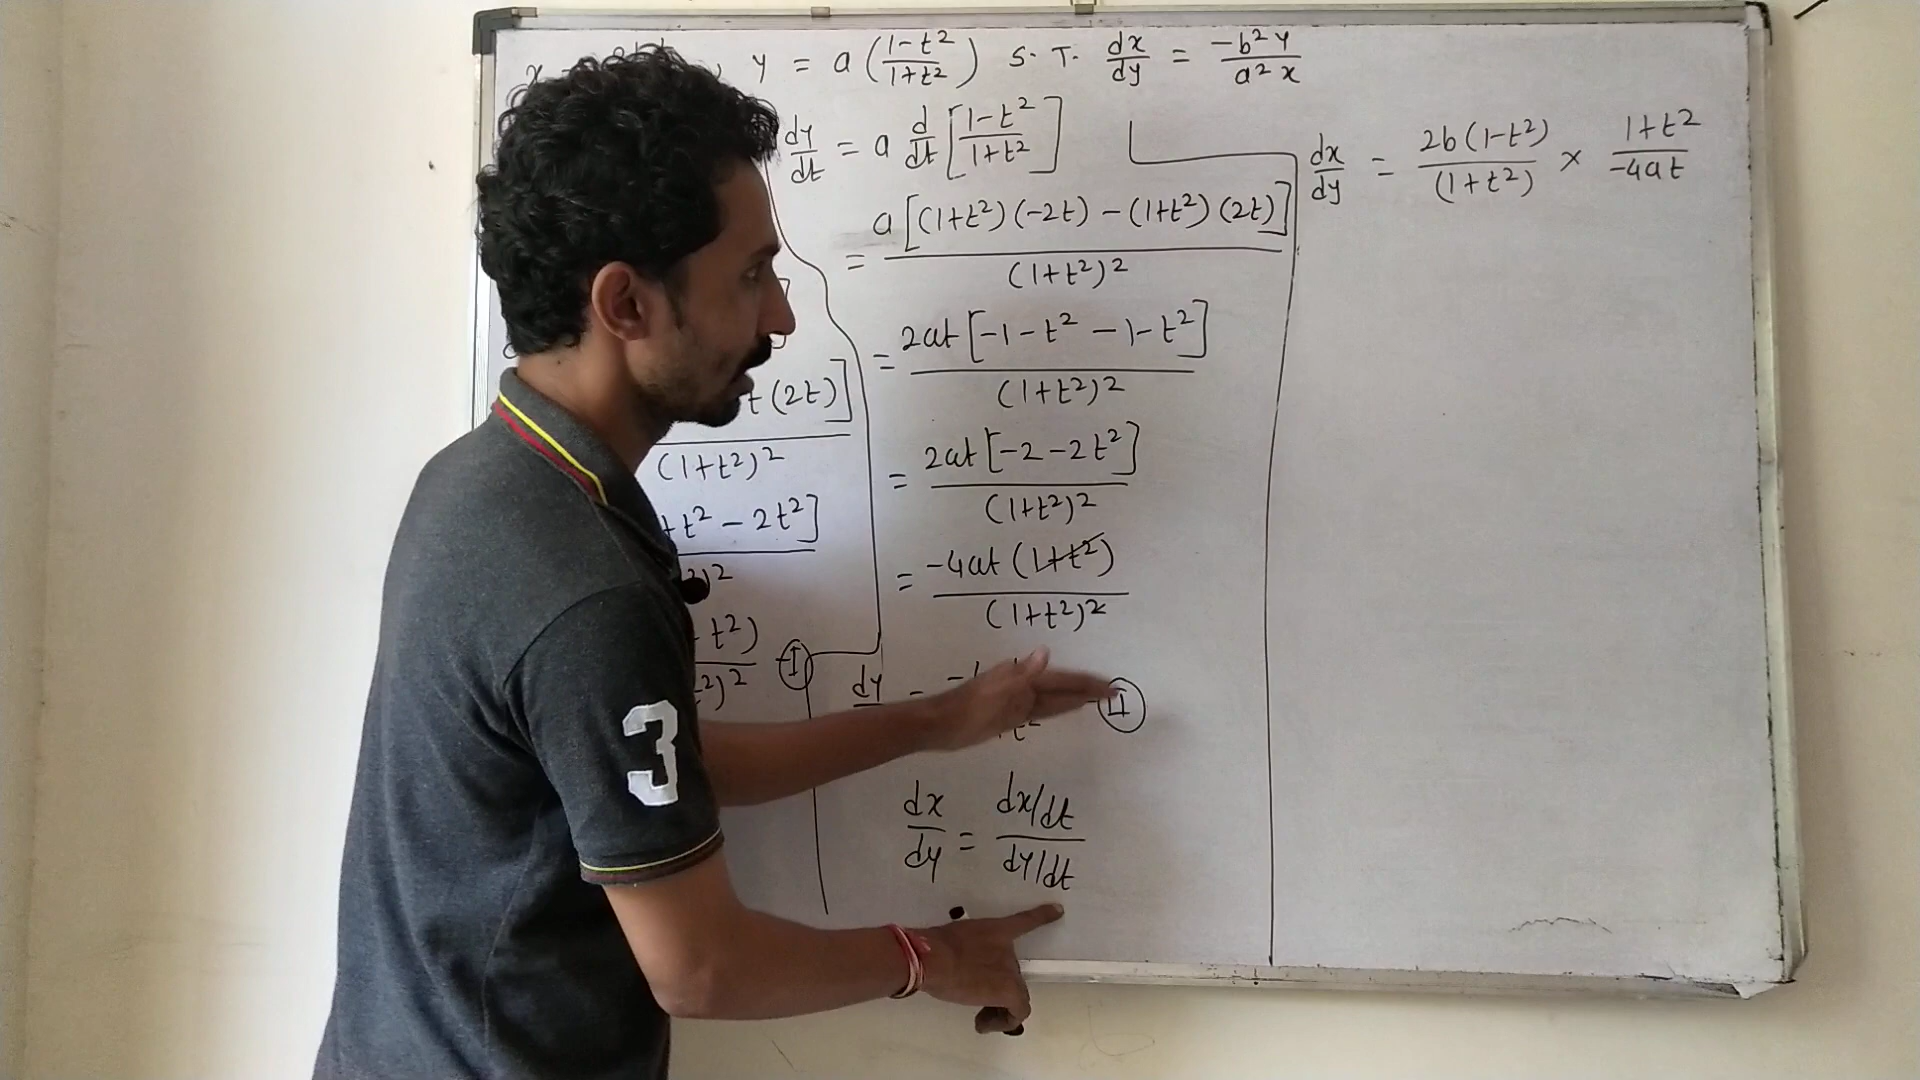 x , y = a (1-t²/1+t²) S.T. dx/dy = -b²y/a²x
dy/dt = a d/dt [1-t²/1+t²]
= a[(1+t²)(-2t) - (1+t²)(2t)]/(1+t²)²
= 2at[-1-t² - 1-t²]/(1+t²)²
= 2at[-2-2t²]/(1+t²)²
= -4at(1+t²)/(1+t²)²
dy = - t² II
dx/dy = dx/dt / dy/dt
t(2t)]
(1+t²)²
+t² - 2t²]
)²
t²) - I
²)²
3
dx/dy = 2b(1-t²)/(1+t²) × 1+t²/-4at